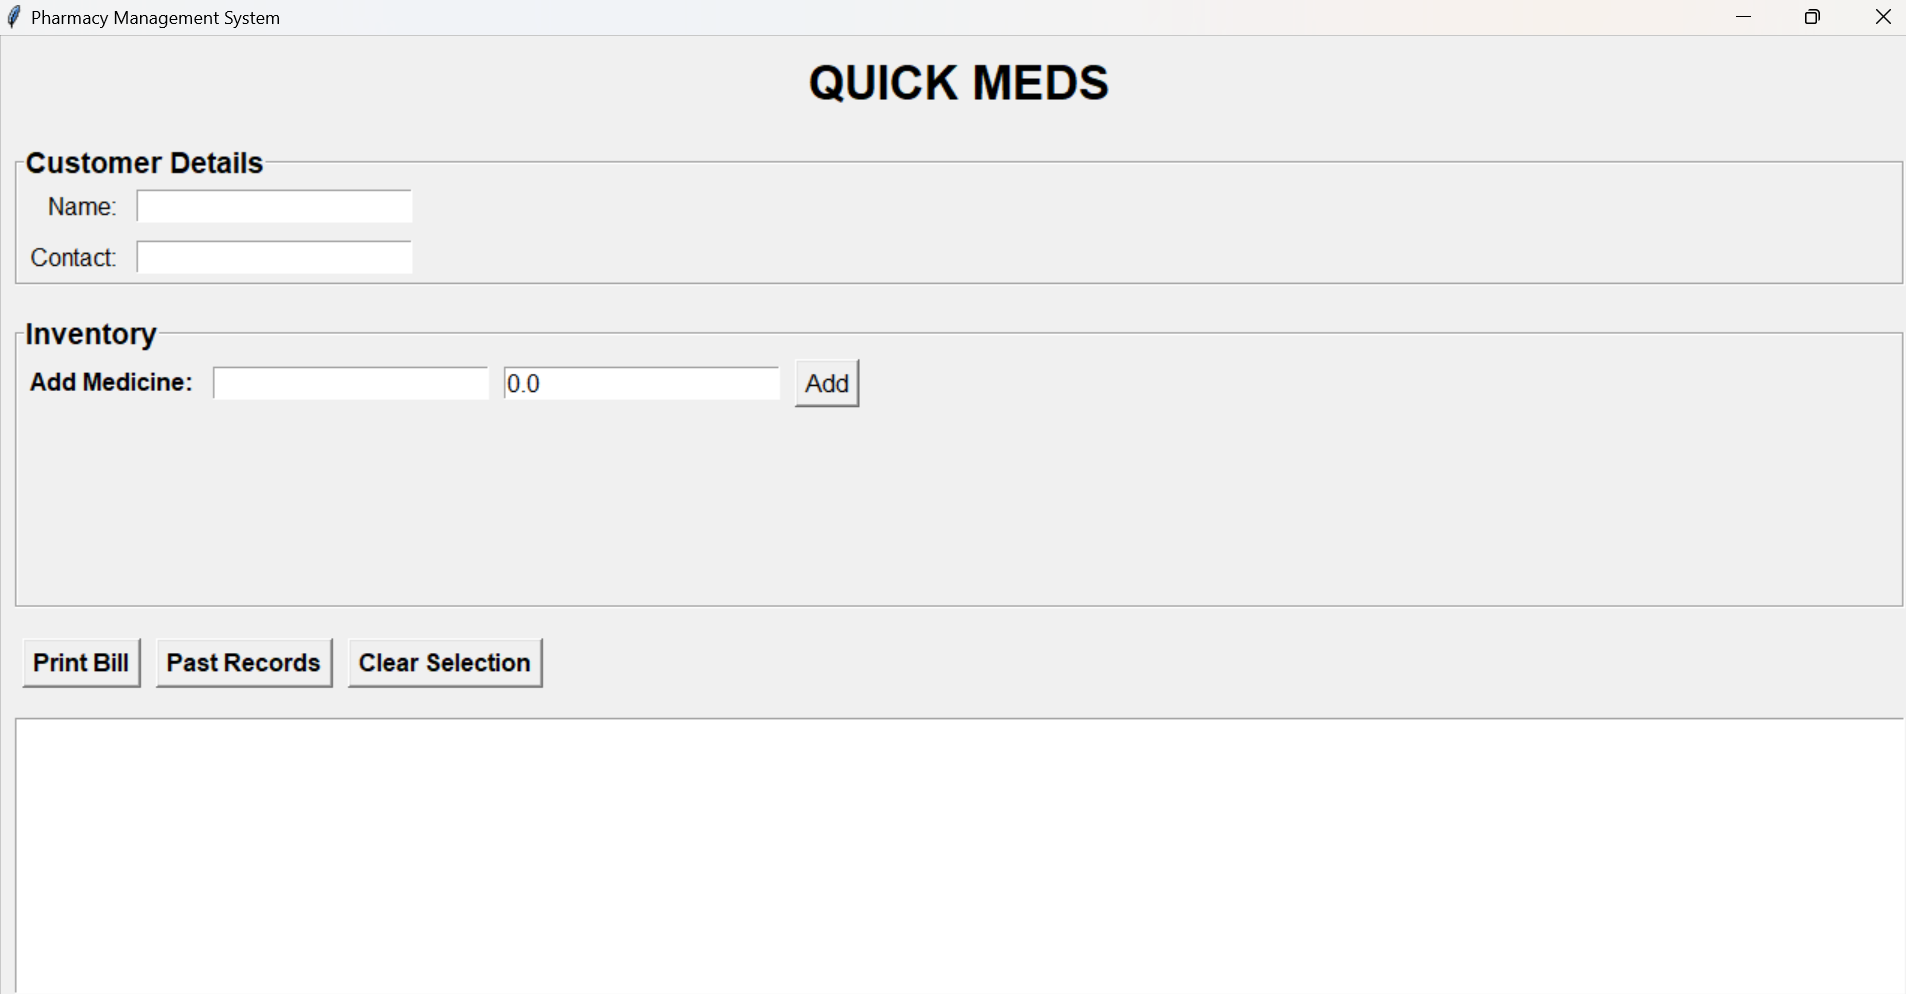 Pharmacy Management System
QUICK MEDS
Customer Details
Name:
Contact:
Inventory
Add Medicine: 0.0 Add
Print Bill Past Records Clear Selection